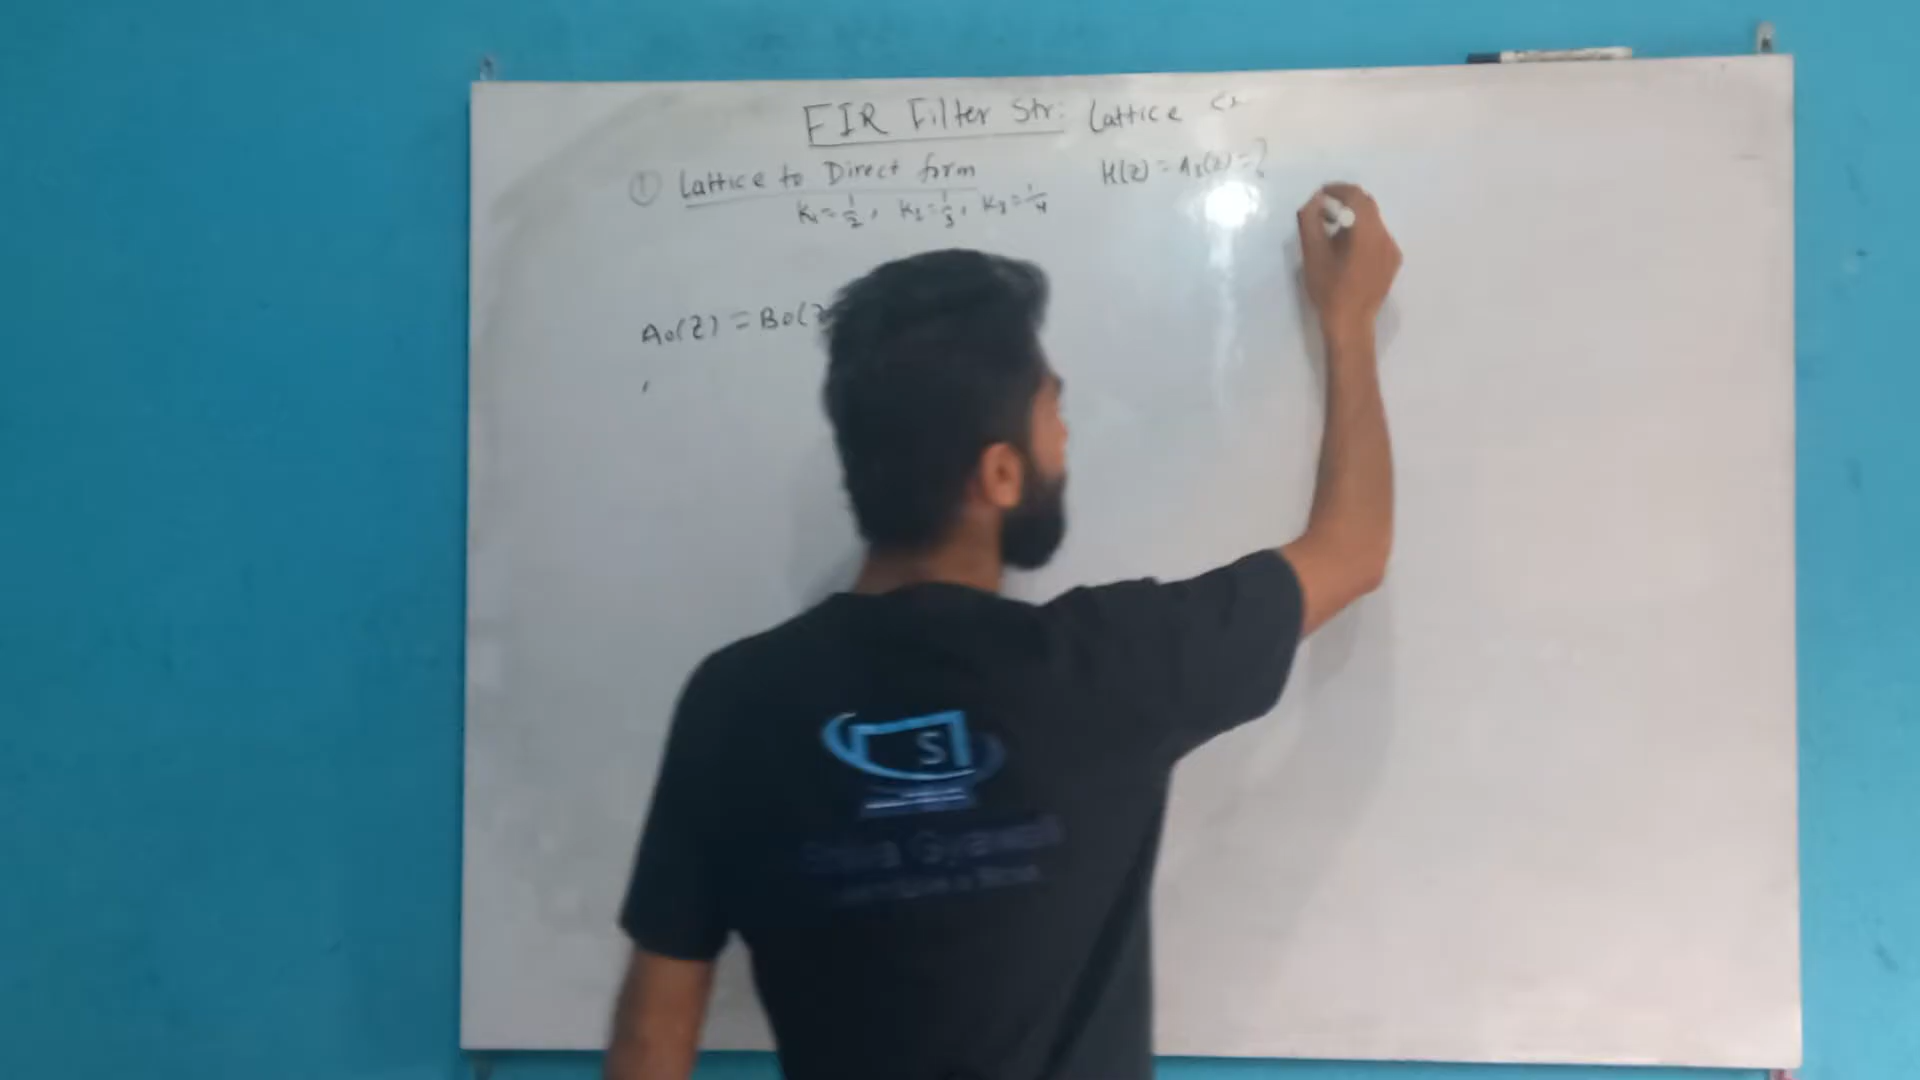 FIR Filter Str: Lattice
① Lattice to Direct form
K₁=1/2, K₂=1/3, K₃=1/4
H(z) = A₃(z) = ?
A₀(z) = B₀(z
S